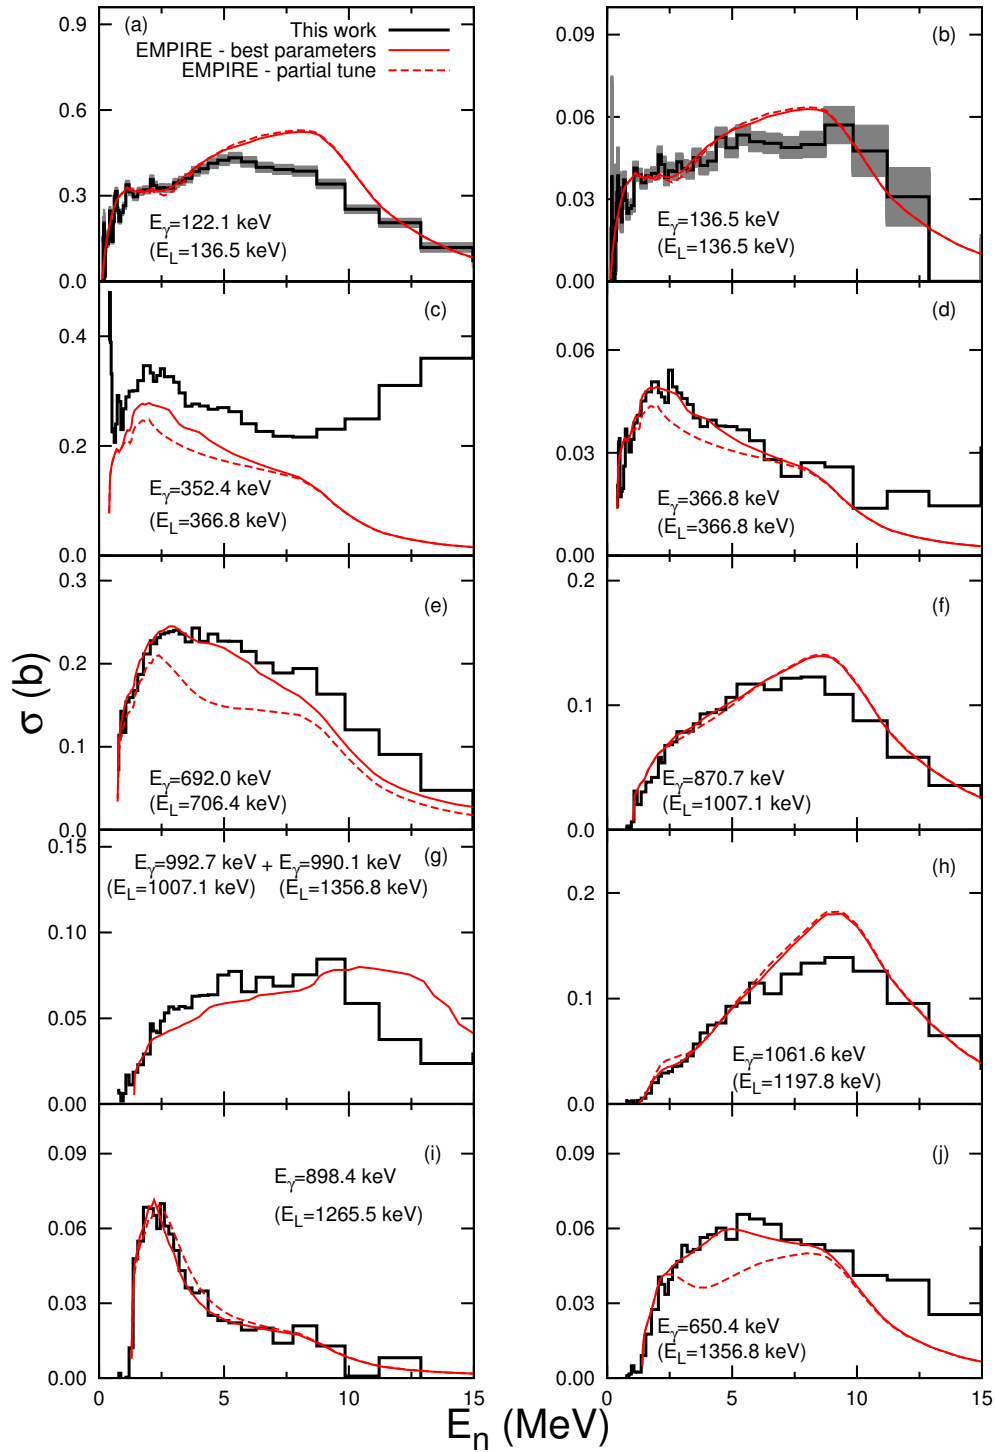 0.9
0.6
0.3
0.0
(a)
This work
EMPIRE - best parameters
EMPIRE - partial tune
Eγ=122.1 keV
(EL=136.5 keV)
0.09
0.06
0.03
0.00
(b)
Eγ=136.5 keV
(EL=136.5 keV)
0.4
0.2
0.0
(c)
Eγ=352.4 keV
(EL=366.8 keV)
0.06
0.03
0.00
(d)
Eγ=366.8 keV
(EL=366.8 keV)
σ (b)
0.3
0.2
0.1
0.0
(e)
Eγ=692.0 keV
(EL=706.4 keV)
0.2
0.1
0.0
(f)
Eγ=870.7 keV
(EL=1007.1 keV)
0.15
0.10
0.05
0.00
(g)
Eγ=992.7 keV + Eγ=990.1 keV
(EL=1007.1 keV) (EL=1356.8 keV)
0.2
0.1
0.0
(h)
Eγ=1061.6 keV
(EL=1197.8 keV)
0.09
0.06
0.03
0.00
(i)
Eγ=898.4 keV
(EL=1265.5 keV)
0 5 10 15
0.09
0.06
0.03
0.00
(j)
Eγ=650.4 keV
(EL=1356.8 keV)
0 5 10 15
En (MeV)